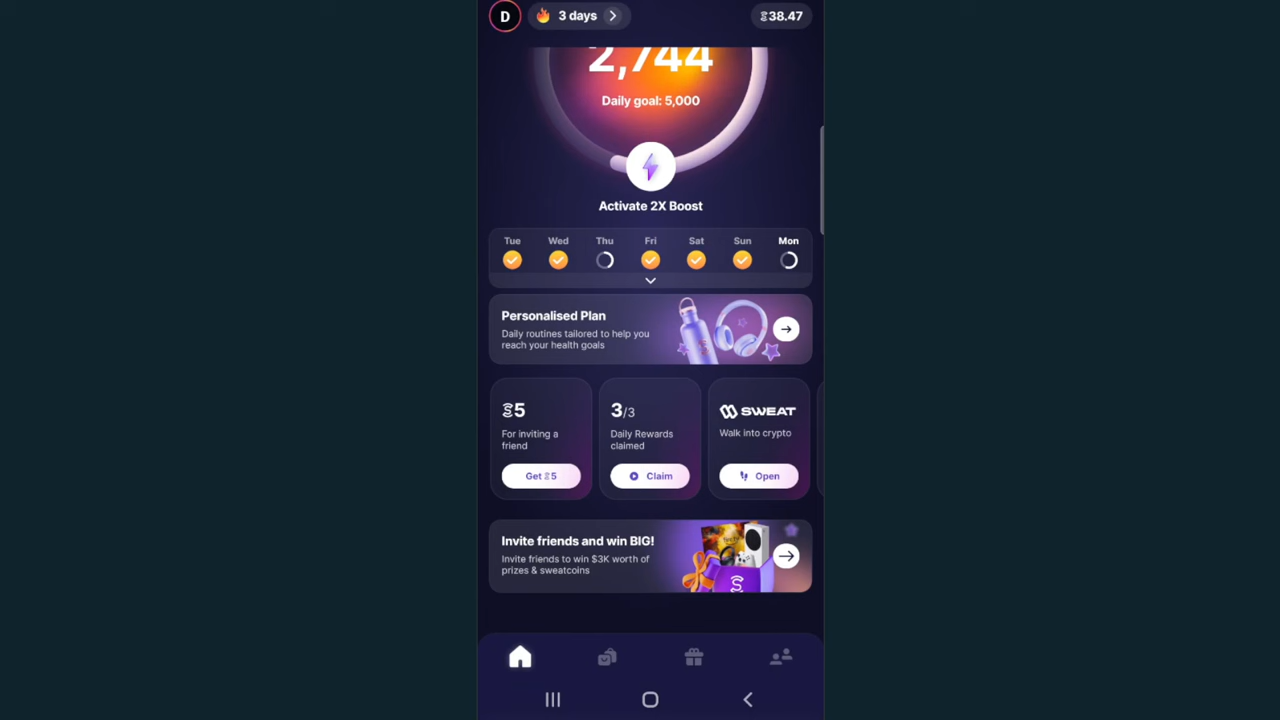 D 3 days 38.47
2,744
Daily goal: 5,000
Activate 2X Boost
Tue Wed Thu Fri Sat Sun Mon
Personalised Plan
Daily routines tailored to help you
reach your health goals
5
For inviting a
friend
Get 5
3/3
Daily Rewards
claimed
Claim
SWEAT
Walk into crypto
Open
Invite friends and win BIG!
Invite friends to win $3K worth of
prizes & sweatcoins